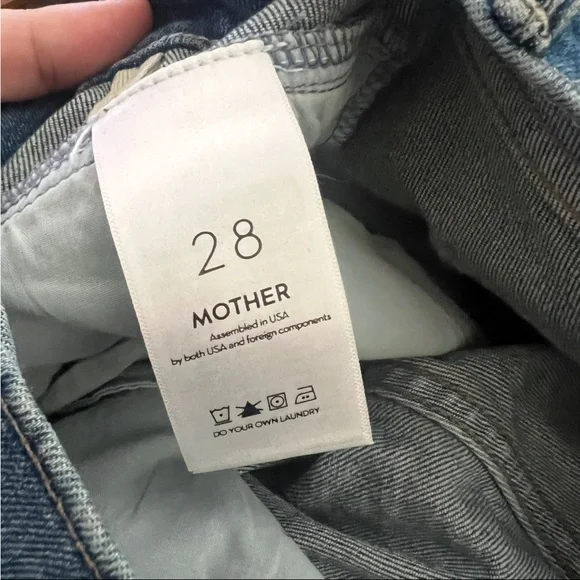 28
MOTHER
Assembled in USA
by both USA and foreign components
DO YOUR OWN LAUNDRY